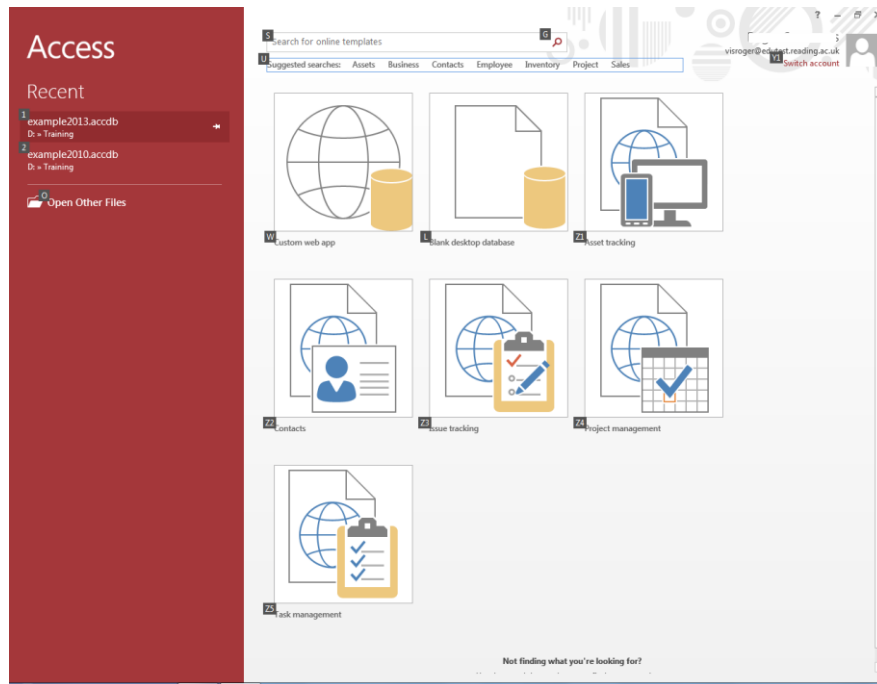 Access
Recent
1
example2013.accdb
D: » Training
2
example2010.accdb
D: » Training
O
Open Other Files
? –
S
Search for online templates
G
U
Suggested searches: Assets Business Contacts Employee Inventory Project Sales
visroger@edutest.reading.ac.uk
Y1
Switch account
W
Custom web app
L
Blank desktop database
Z1
Asset tracking
Z2
Contacts
Z3
Issue tracking
Z4
Project management
Z5
Task management
Not finding what you're looking for?